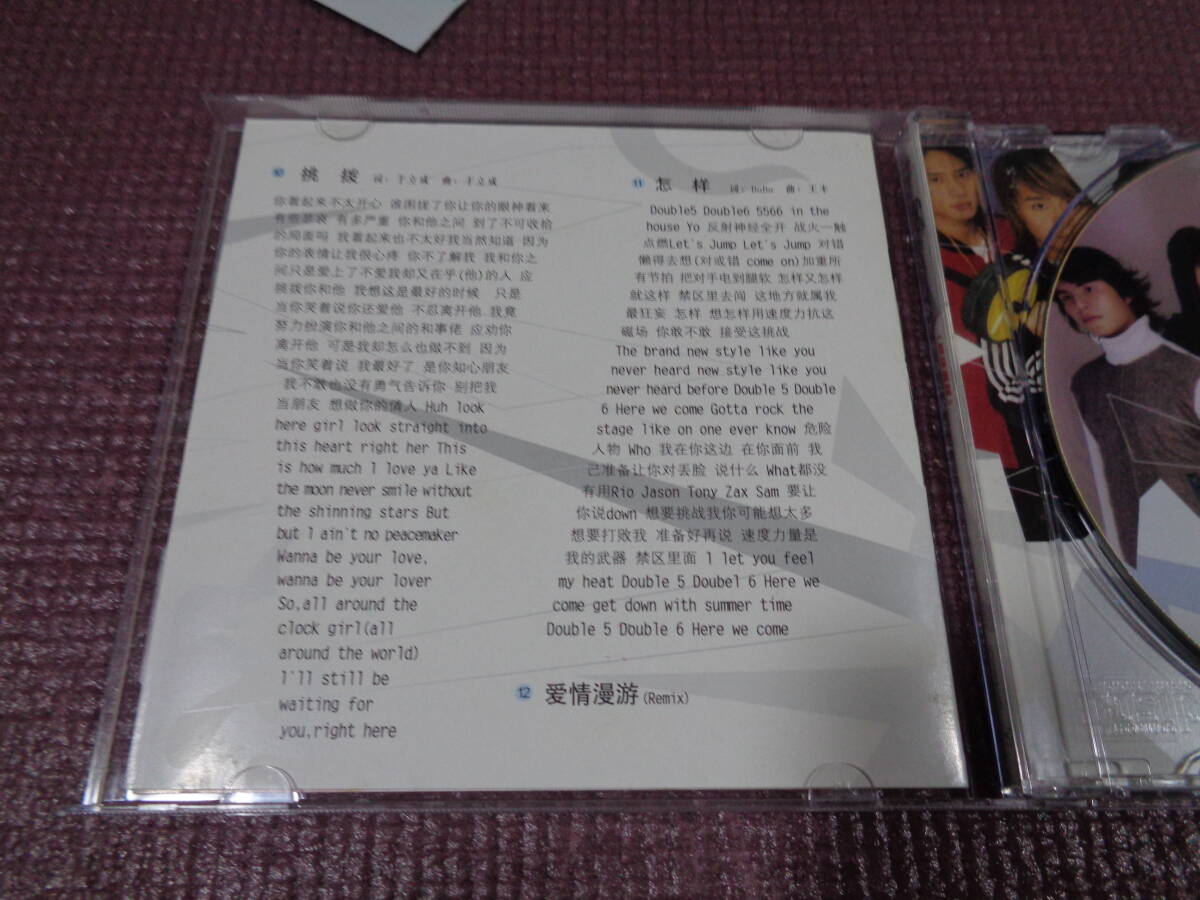 10 挑 拨 词:于立成 曲:于立成
你看起来不太开心 谁困扰了你让你的眼神看来
有些悲哀 有多严重 你和他之间 到了不可收拾
的局面吗 我看起来也不太好我当然知道 因为
你的表情让我很心疼 你不了解我 我和你之
间只是爱上了不爱我却又在乎(他)的人 应
挑拨你和他 我想这是最好的时候 只是
当你笑着说你还爱他 不忍离开他 我竟
努力扮演你和他之间的和事佬 应劝你
离开他 可是我却怎么也做不到 因为
当你笑着说 我最好了 是你知心朋友
我不敢也没有勇气告诉你 别把我
当朋友 想做你的情人 Huh look
here girl look straight into
this heart right her This
is how much I love ya Like
the moon never smile without
the shinning stars But
but I ain't no peacemaker
Wanna be your love,
wanna be your lover
So,all around the
clock girl(all
around the world)
I'll still be
waiting for
you,right here
11 怎 样 词:DoDo 曲:王卡
Double5 Double6 5566 in the
house Yo 反射神经全开 战火一触
点燃Let's Jump Let's Jump 对错
懒得去想(对或错 come on)加重所
有节拍 把对手电到腿软 怎样又怎样
就这样 禁区里去闯 这地方就属我
最狂妄 怎样 想怎样用速度力抗这
磁场 你敢不敢 接受这挑战
The brand new style like you
never heard new style like you
never heard before Double 5 Double
6 Here we come Gotta rock the
stage like on one ever know 危险
人物 Who 我在你这边 在你面前 我
己准备让你对丢脸 说什么 What都没
有用Rio Jason Tony Zax Sam 要让
你说down 想要挑战我你可能想太多
想要打败我 准备好再说 速度力量是
我的武器 禁区里面 I let you feel
my heat Double 5 Doubel 6 Here we
come get down with summer time
Double 5 Double 6 Here we come
12 爱情漫游(Remix)